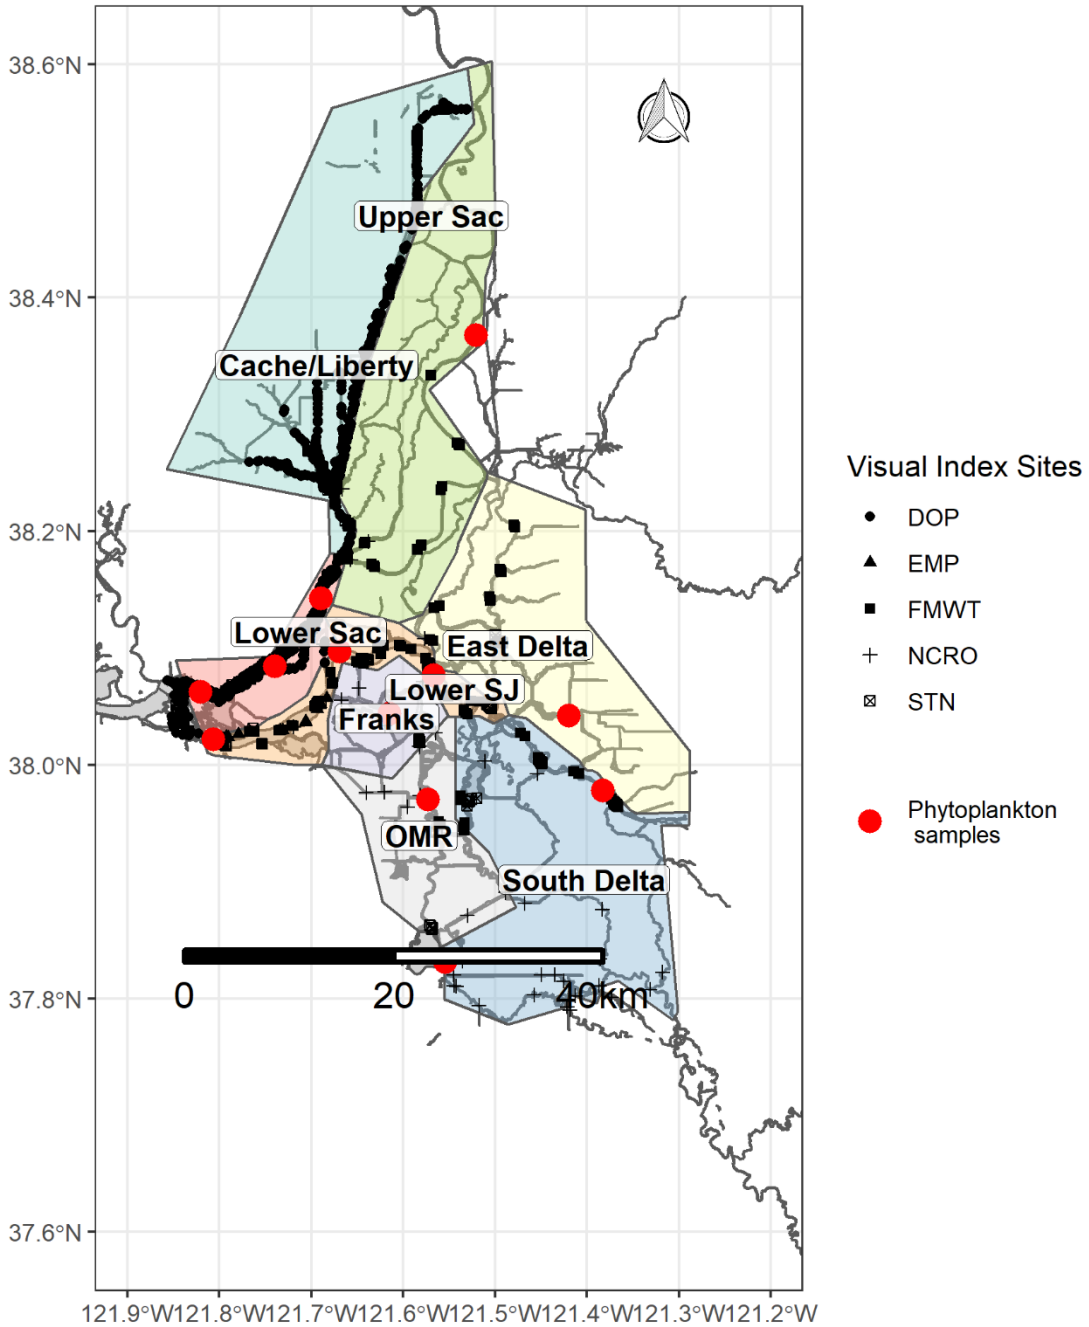 38.6°N
38.4°N
38.2°N
38.0°N
37.8°N
37.6°N
Upper Sac
Cache/Liberty
Lower Sac
East Delta
Lower SJ
Franks
OMR
South Delta
0 20 40km
121.9°W121.8°W121.7°W121.6°W121.5°W121.4°W121.3°W121.2°W
Visual Index Sites
DOP
EMP
FMWT
NCRO
STN
Phytoplankton
samples